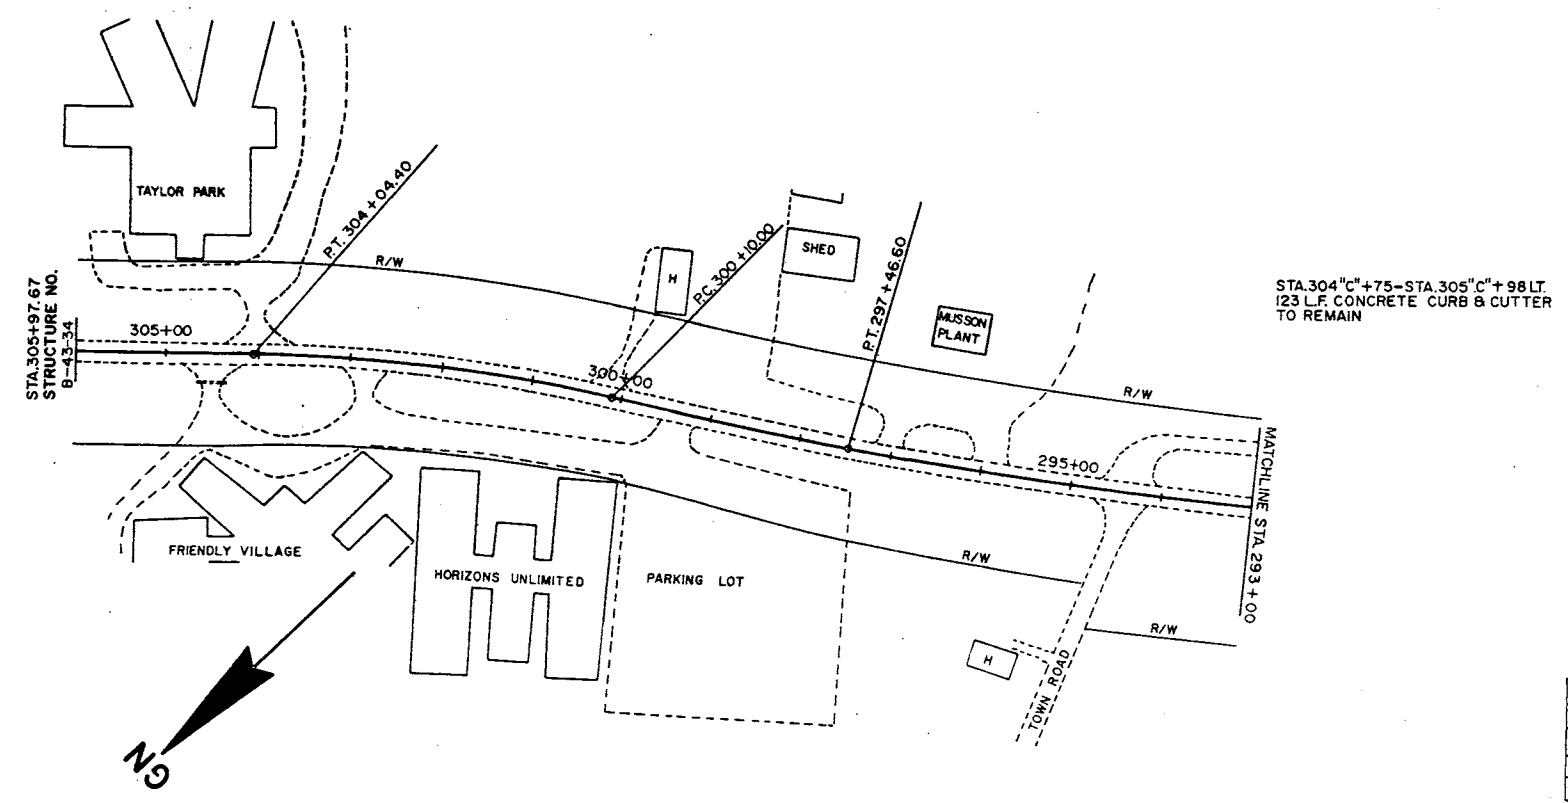 TAYLOR PARK
P.T. 304+04.40
R/W
H
P.C. 300+10.00
SHED
P.T. 297+46.60
MUSSON
PLANT
STA.304"C"+75-STA.305"C"+98 LT.
123 L.F. CONCRETE CURB & CUTTER
TO REMAIN
STA.305+97.67
STRUCTURE NO.
B-43-34
305+00
300+00
R/W
295+00
MATCHLINE STA. 293+00
FRIENDLY VILLAGE
HORIZONS UNLIMITED
PARKING LOT
R/W
R/W
H
TOWN ROAD
GN